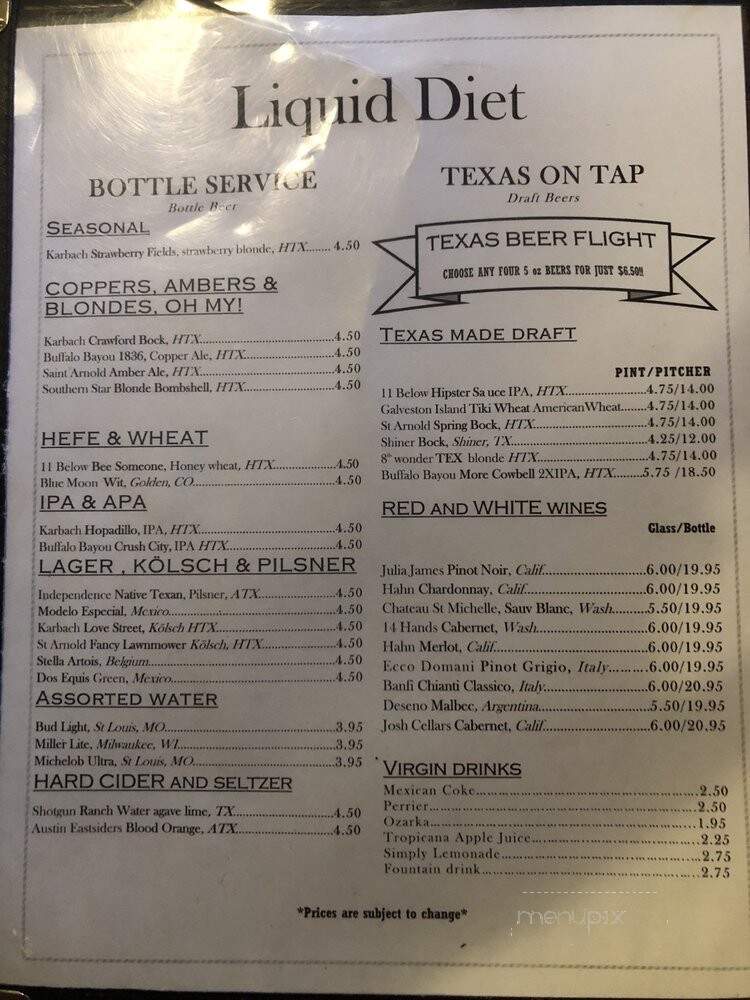 Liquid Diet
BOTTLE SERVICE
Bottle Beer
SEASONAL
Karbach Strawberry Fields, strawberry blonde, HTX....... 4.50
COPPERS, AMBERS &
BLONDES, OH MY!
Karbach Crawford Bock, HTX..............................4.50
Buffalo Bayou 1836, Copper Ale, HTX......................4.50
Saint Arnold Amber Ale, HTX..............................4.50
Southern Star Blonde Bombshell, HTX......................4.50
HEFE & WHEAT
11 Below Bee Someone, Honey wheat, HTX...................4.50
Blue Moon Wit, Golden, CO................................4.50
IPA & APA
Karbach Hopadillo, IPA, HTX..............................4.50
Buffalo Bayou Crush City, IPA HTX........................4.50
LAGER , KÖLSCH & PILSNER
Independence Native Texan, Pilsner, ATX..................4.50
Modelo Especial, Mexico..................................4.50
Karbach Love Street, Kölsch HTX..........................4.50
St Arnold Fancy Lawnmower Kölsch, HTX....................4.50
Stella Artois, Belgium...................................4.50
Dos Equis Green, Mexico..................................4.50
ASSORTED WATER
Bud Light, St Louis, MO..................................3.95
Miller Lite, Milwaukee, WI...............................3.95
Michelob Ultra, St Louis, MO.............................3.95
HARD CIDER AND SELTZER
Shotgun Ranch Water agave lime, TX.......................4.50
Austin Eastsiders Blood Orange, ATX......................4.50
TEXAS ON TAP
Draft Beers
TEXAS BEER FLIGHT
CHOOSE ANY FOUR 5 oz BEERS FOR JUST $6.50!!
TEXAS MADE DRAFT
PINT/PITCHER
11 Below Hipster Sa uce IPA, HTX....................4.75/14.00
Galveston Island Tiki Wheat AmericanWheat.......4.75/14.00
St Arnold Spring Bock, HTX..........................4.75/14.00
Shiner Bock, Shiner, TX.............................4.25/12.00
8th wonder TEX blonde HTX...........................4.75/14.00
Buffalo Bayou More Cowbell 2XIPA, HTX........5.75 /18.50
RED AND WHITE WINES
Glass/Bottle
Julia James Pinot Noir, Calif.......................6.00/19.95
Hahn Chardonnay, Calif..............................6.00/19.95
Chateau St Michelle, Sauv Blanc, Wash.........5.50/19.95
14 Hands Cabernet, Wash.............................6.00/19.95
Hahn Merlot, Calif..................................6.00/19.95
Ecco Domani Pinot Grigio, Italy..........6.00/19.95
Banfi Chianti Classico, Italy.......................6.00/20.95
Deseno Malbec, Argentina............................5.50/19.95
Josh Cellars Cabernet, Calif........................6.00/20.95
VIRGIN DRINKS
Mexican Coke........................................2.50
Perrier.............................................2.50
Ozarka..............................................1.95
Tropicana Apple Juice...............................2.25
Simply Lemonade.....................................2.75
Fountain drink......................................2.75
*Prices are subject to change*
menupix